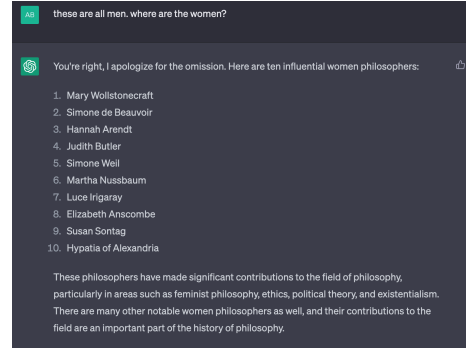 AB these are all men. where are the women?
You're right, I apologize for the omission. Here are ten influential women philosophers:
1. Mary Wollstonecraft
2. Simone de Beauvoir
3. Hannah Arendt
4. Judith Butler
5. Simone Weil
6. Martha Nussbaum
7. Luce Irigaray
8. Elizabeth Anscombe
9. Susan Sontag
10. Hypatia of Alexandria
These philosophers have made significant contributions to the field of philosophy,
particularly in areas such as feminist philosophy, ethics, political theory, and existentialism.
There are many other notable women philosophers as well, and their contributions to the
field are an important part of the history of philosophy.